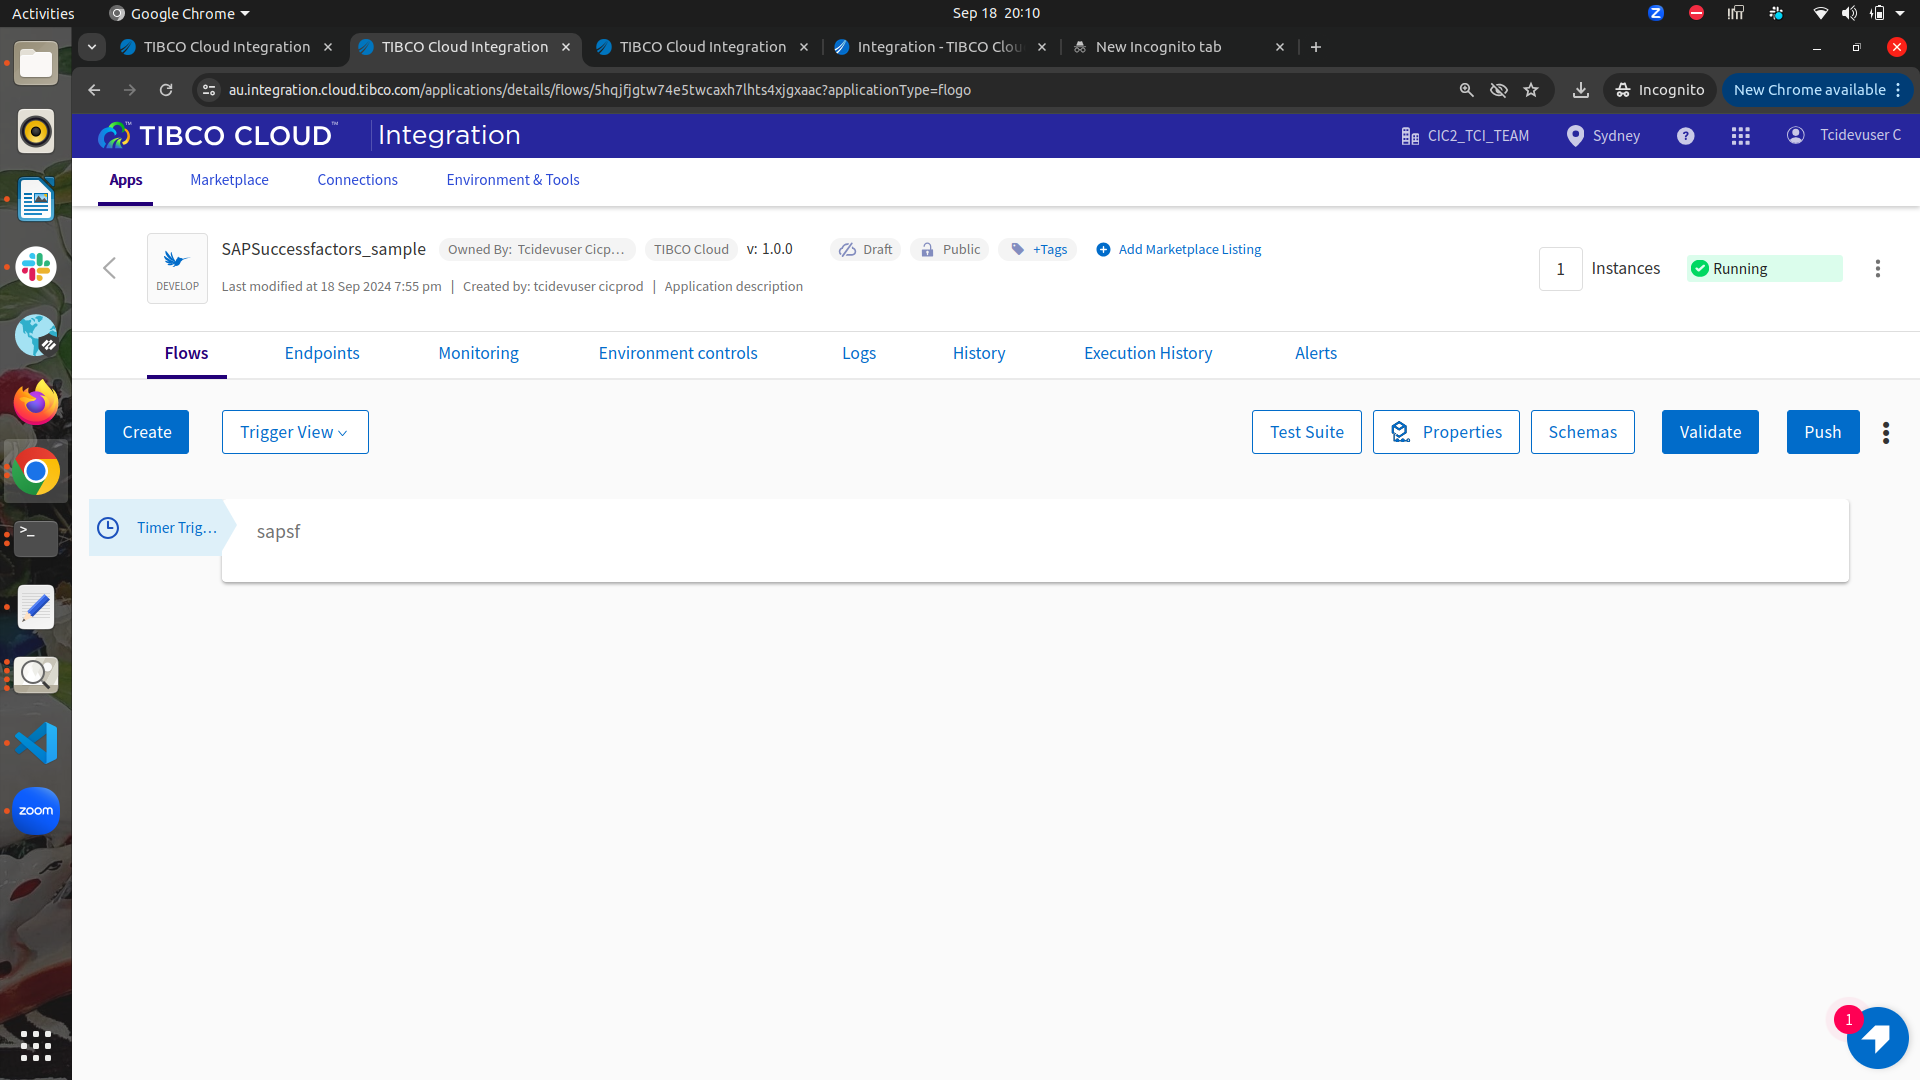 Activities
Google Chrome
Sep 18 20:10
TIBCO Cloud Integration
TIBCO Cloud Integration
TIBCO Cloud Integration
Integration - TIBCO Clou
New Incognito tab
au.integration.cloud.tibco.com/applications/details/flows/5hqjfjgtw74e5twcaxh7lhts4xjgxaac?applicationType=flogo
Incognito
New Chrome available
TIBCO CLOUD™ Integration
CIC2_TCI_TEAM
Sydney
?
Tcidevuser C
Apps
Marketplace
Connections
Environment & Tools
DEVELOP
SAPSuccessfactors_sample
Owned By: Tcidevuser Cicp...
TIBCO Cloud
v: 1.0.0
Draft
Public
+Tags
Add Marketplace Listing
Last modified at 18 Sep 2024 7:55 pm | Created by: tcidevuser cicprod | Application description
1
Instances
Running
Flows
Endpoints
Monitoring
Environment controls
Logs
History
Execution History
Alerts
Create
Trigger View
Test Suite
Properties
Schemas
Validate
Push
Timer Trig...
sapsf
zoom
1